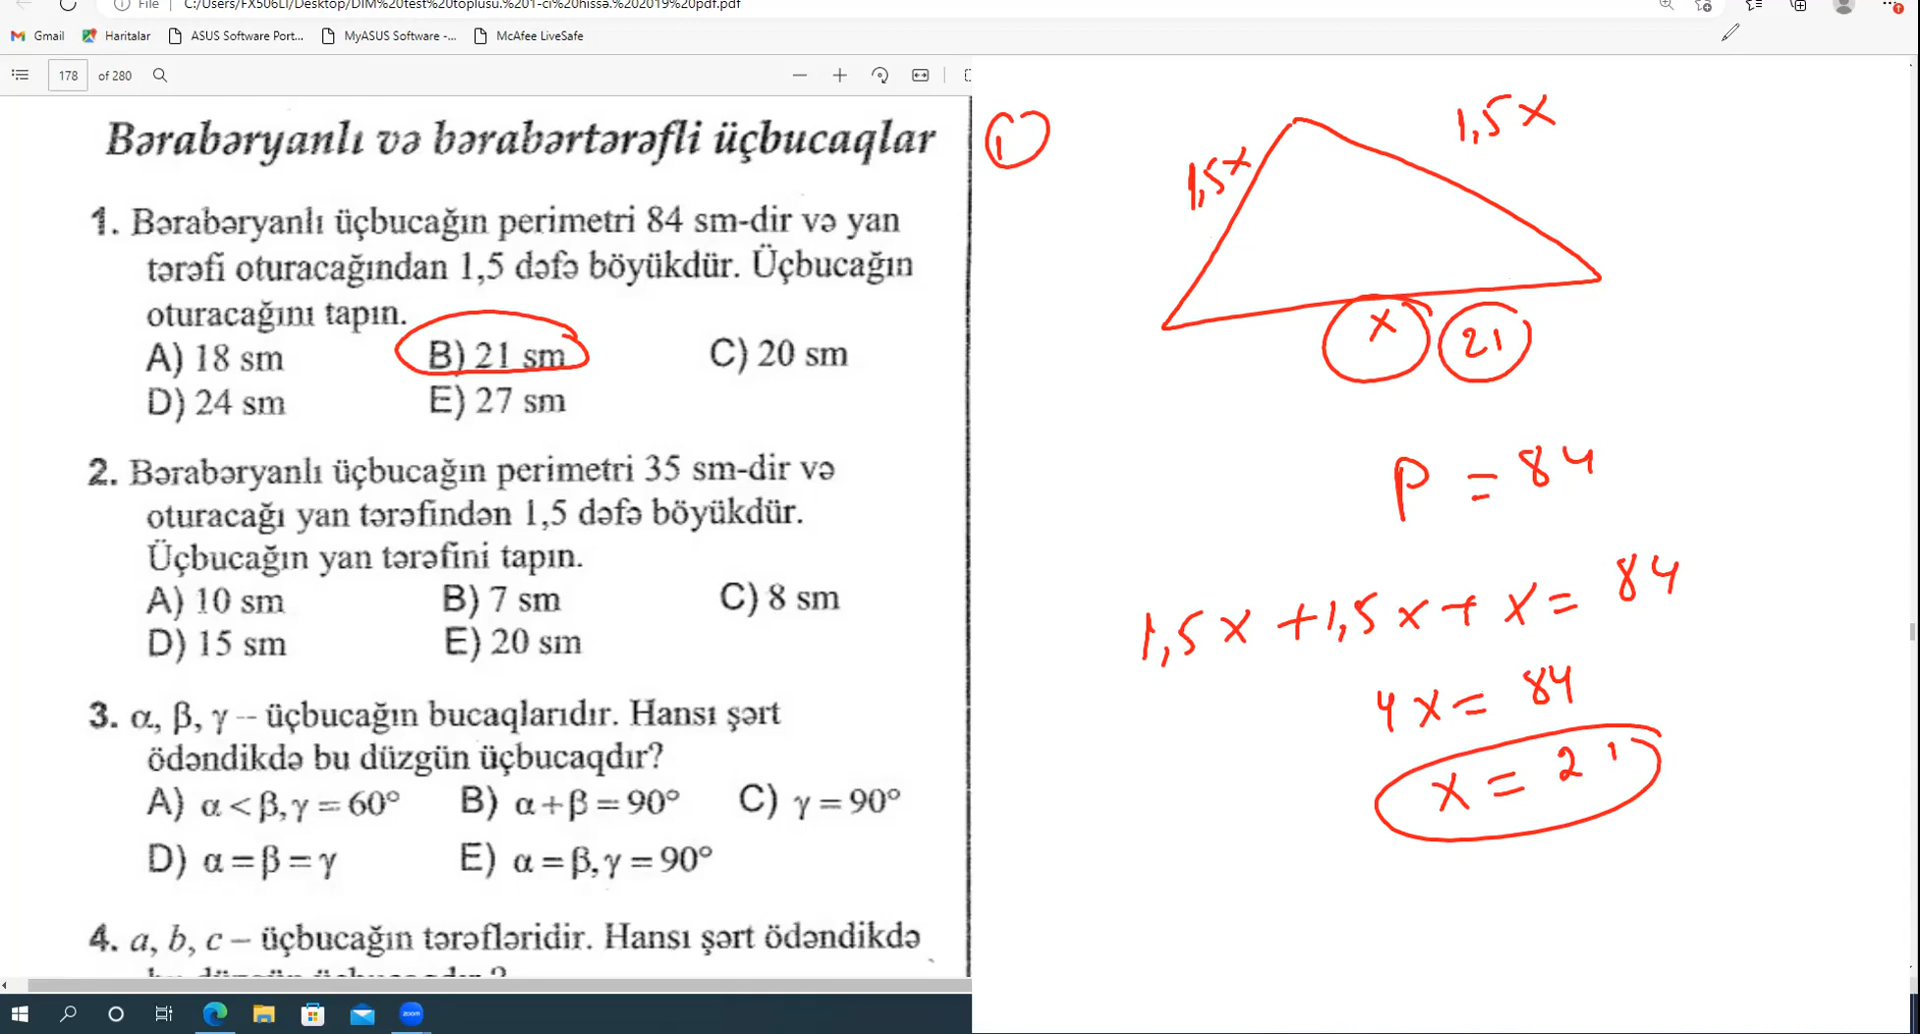 File C:/Users/FX506LI/Desktop/DIM%20test%20toplusu.%201-ci%20hissə.%202019%20pdf.pdf
Gmail Haritalar ASUS Software Port... MyASUS Software -... McAfee LiveSafe
178 of 280
Bərabəryanlı və bərabərtərəfli üçbucaqlar
1. Bərabəryanlı üçbucağın perimetri 84 sm-dir və yan
tərəfi oturacağından 1,5 dəfə böyükdür. Üçbucağın
oturacağını tapın.
A) 18 sm B) 21 sm C) 20 sm
D) 24 sm E) 27 sm
2. Bərabəryanlı üçbucağın perimetri 35 sm-dir və
oturacağı yan tərəfindən 1,5 dəfə böyükdür.
Üçbucağın yan tərəfini tapın.
A) 10 sm B) 7 sm C) 8 sm
D) 15 sm E) 20 sm
3. α, β, γ -- üçbucağın bucaqlarıdır. Hansı şərt
ödəndikdə bu düzgün üçbucaqdır?
A) α < β, γ = 60° B) α + β = 90° C) γ = 90°
D) α = β = γ E) α = β, γ = 90°
4. a, b, c – üçbucağın tərəfləridir. Hansı şərt ödəndikdə
1
1,5x
1,5x
x 21
P = 84
1,5x + 1,5x + x = 84
4x = 84
x = 21
zoom